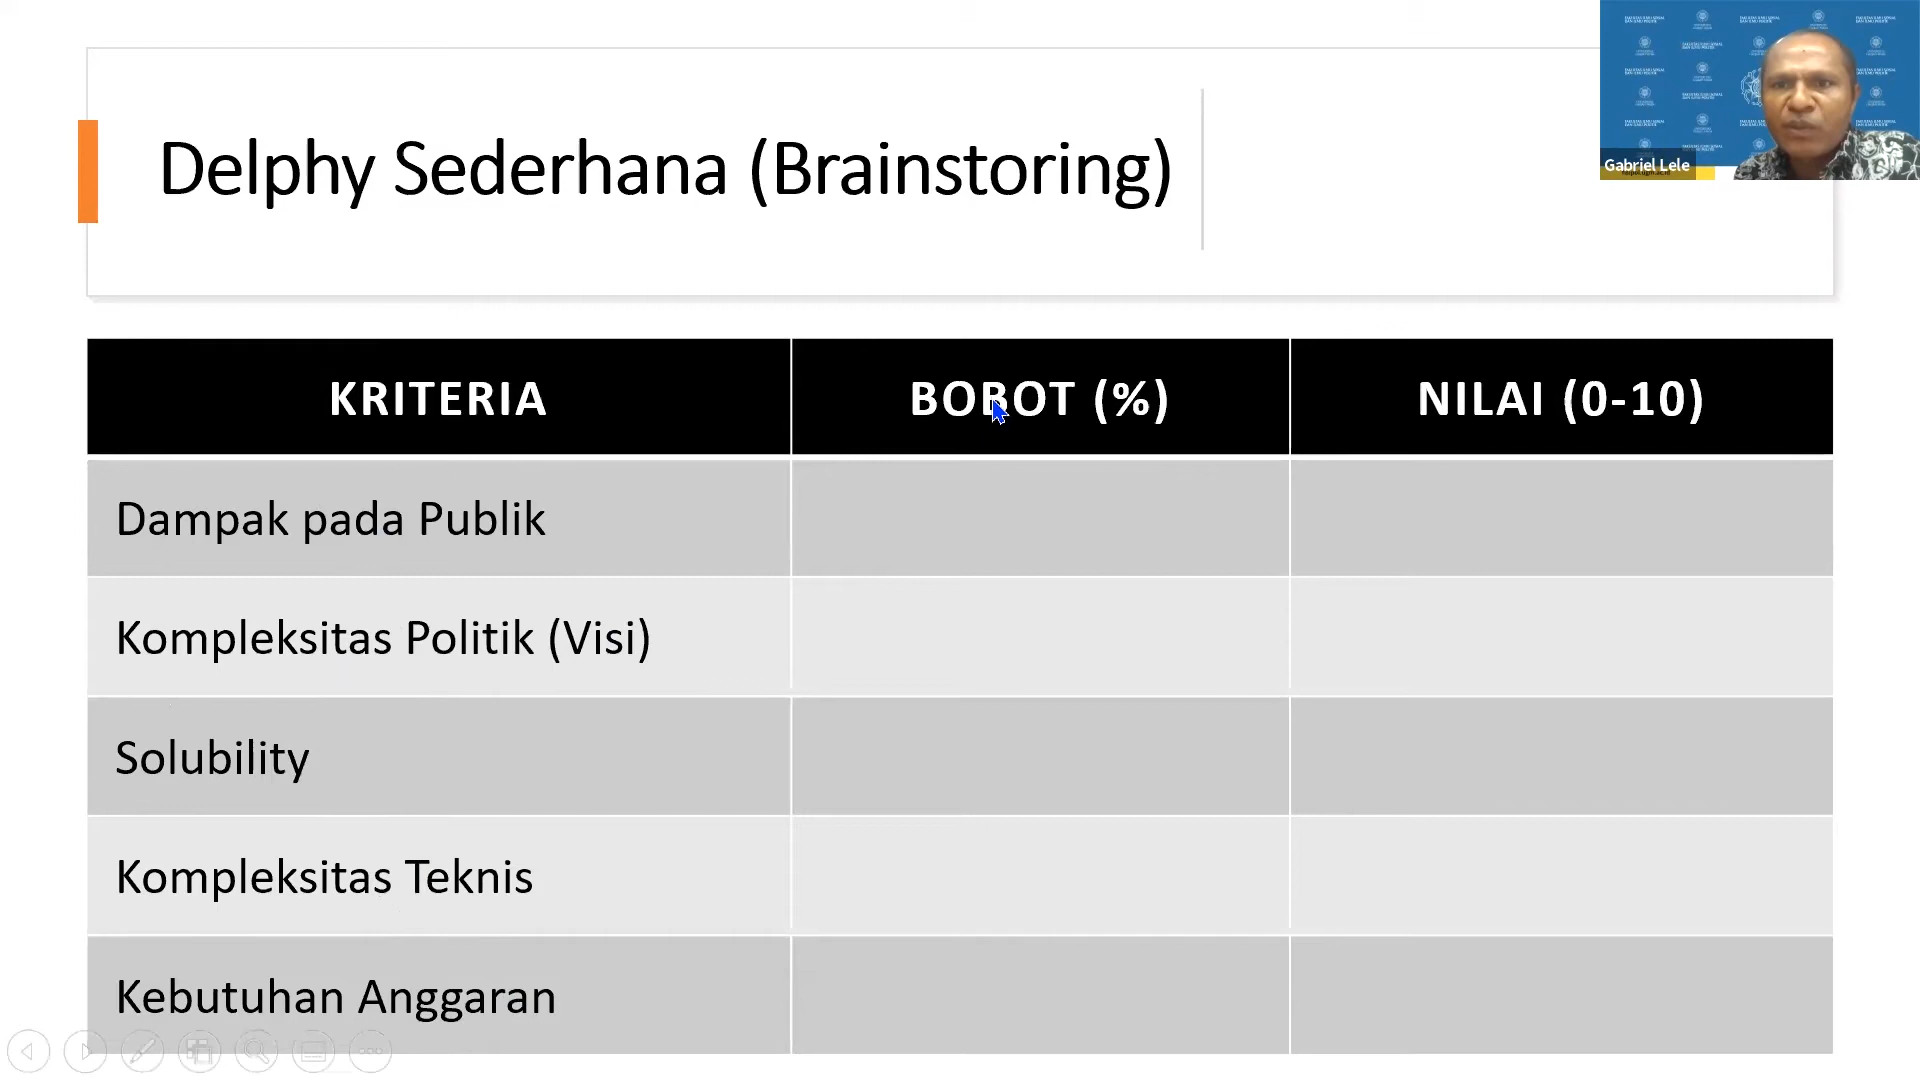 Delphy Sederhana (Brainstoring)
Gabriel Lele
KRITERIA BOBOT (%) NILAI (0-10)
Dampak pada Publik
Kompleksitas Politik (Visi)
Solubility
Kompleksitas Teknis
Kebutuhan Anggaran